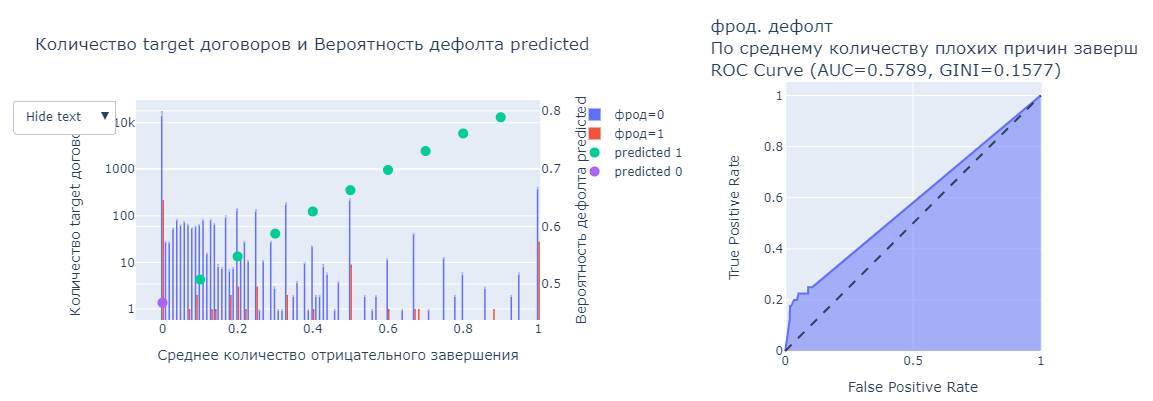 Количество target договоров и Вероятность дефолта predicted
Hide text
▼
Количество target догово
10k
1000
100
10
1
0
0.2
0.4
0.6
0.8
1
Среднее количество отрицательного завершения
0.8
0.7
0.6
0.5
Вероятность дефолта predicted
фрод=0
фрод=1
predicted 1
predicted 0
фрод. дефолт
По среднему количеству плохих причин заверш
ROC Curve (AUC=0.5789, GINI=0.1577)
True Positive Rate
1
0.8
0.6
0.4
0.2
0
0
0.5
1
False Positive Rate